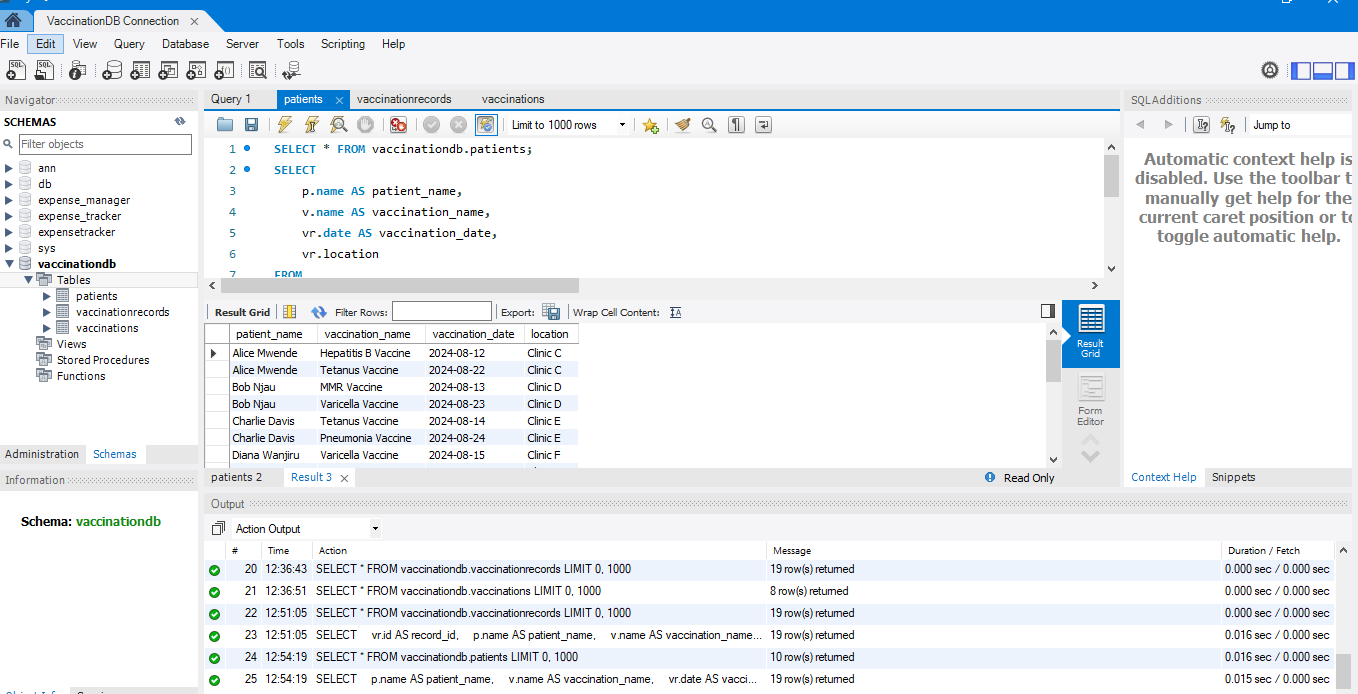 VaccinationDB Connection
File Edit View Query Database Server Tools Scripting Help
Navigator
SCHEMAS
Filter objects
ann
db
expense_manager
expense_tracker
expensetracker
sys
vaccinationdb
Tables
patients
vaccinationrecords
vaccinations
Views
Stored Procedures
Functions
Administration Schemas
Information
Schema: vaccinationdb
Query 1 patients vaccinationrecords vaccinations
Limit to 1000 rows
1 SELECT * FROM vaccinationdb.patients;
2 SELECT
3 p.name AS patient_name,
4 v.name AS vaccination_name,
5 vr.date AS vaccination_date,
6 vr.location
7 FROM
Result Grid Filter Rows: Export: Wrap Cell Content:
patient_name vaccination_name vaccination_date location
Alice Mwende Hepatitis B Vaccine 2024-08-12 Clinic C
Alice Mwende Tetanus Vaccine 2024-08-22 Clinic C
Bob Njau MMR Vaccine 2024-08-13 Clinic D
Bob Njau Varicella Vaccine 2024-08-23 Clinic D
Charlie Davis Tetanus Vaccine 2024-08-14 Clinic E
Charlie Davis Pneumonia Vaccine 2024-08-24 Clinic E
Diana Wanjiru Varicella Vaccine 2024-08-15 Clinic F
Result
Grid
Form
Editor
patients 2 Result 3 Read Only
SQLAdditions
Jump to
Automatic context help is
disabled. Use the toolbar t
manually get help for the
current caret position or to
toggle automatic help.
Context Help Snippets
Output
Action Output
# Time Action Message Duration / Fetch
20 12:36:43 SELECT * FROM vaccinationdb.vaccinationrecords LIMIT 0, 1000 19 row(s) returned 0.000 sec / 0.000 sec
21 12:36:51 SELECT * FROM vaccinationdb.vaccinations LIMIT 0, 1000 8 row(s) returned 0.000 sec / 0.000 sec
22 12:51:05 SELECT * FROM vaccinationdb.vaccinationrecords LIMIT 0, 1000 19 row(s) returned 0.000 sec / 0.000 sec
23 12:51:05 SELECT vr.id AS record_id, p.name AS patient_name, v.name AS vaccination_name... 19 row(s) returned 0.016 sec / 0.000 sec
24 12:54:19 SELECT * FROM vaccinationdb.patients LIMIT 0, 1000 10 row(s) returned 0.016 sec / 0.000 sec
25 12:54:19 SELECT p.name AS patient_name, v.name AS vaccination_name, vr.date AS vacci... 19 row(s) returned 0.015 sec / 0.000 sec